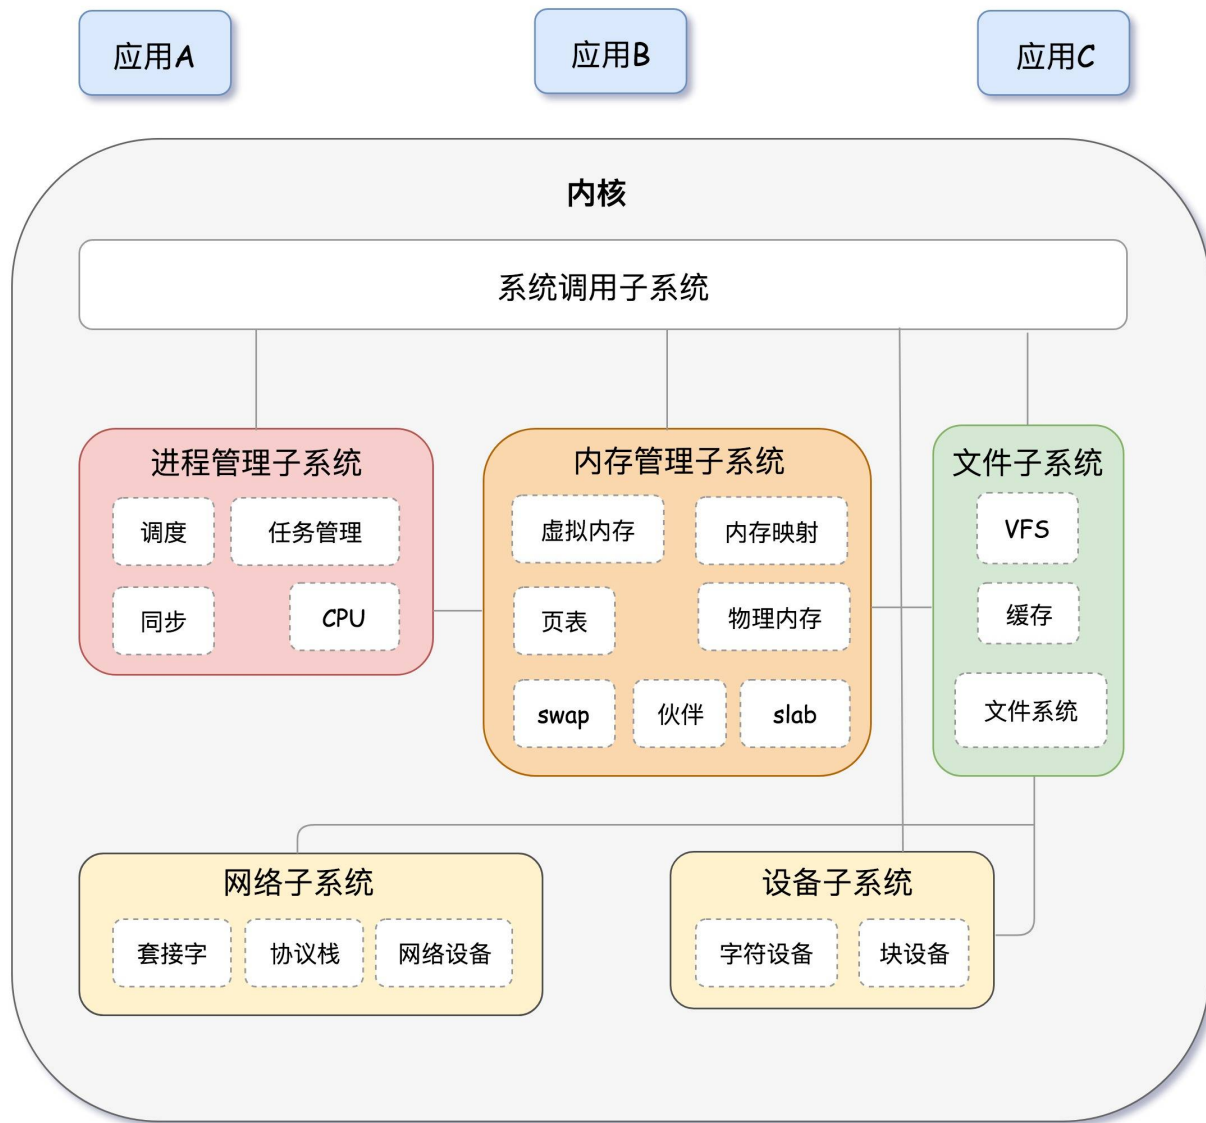 应用A
应用B
应用C
内核
系统调用子系统
进程管理子系统
调度
任务管理
同步
CPU
内存管理子系统
虚拟内存
内存映射
页表
物理内存
swap
伙伴
slab
文件子系统
VFS
缓存
文件系统
网络子系统
套接字
协议栈
网络设备
设备子系统
字符设备
块设备